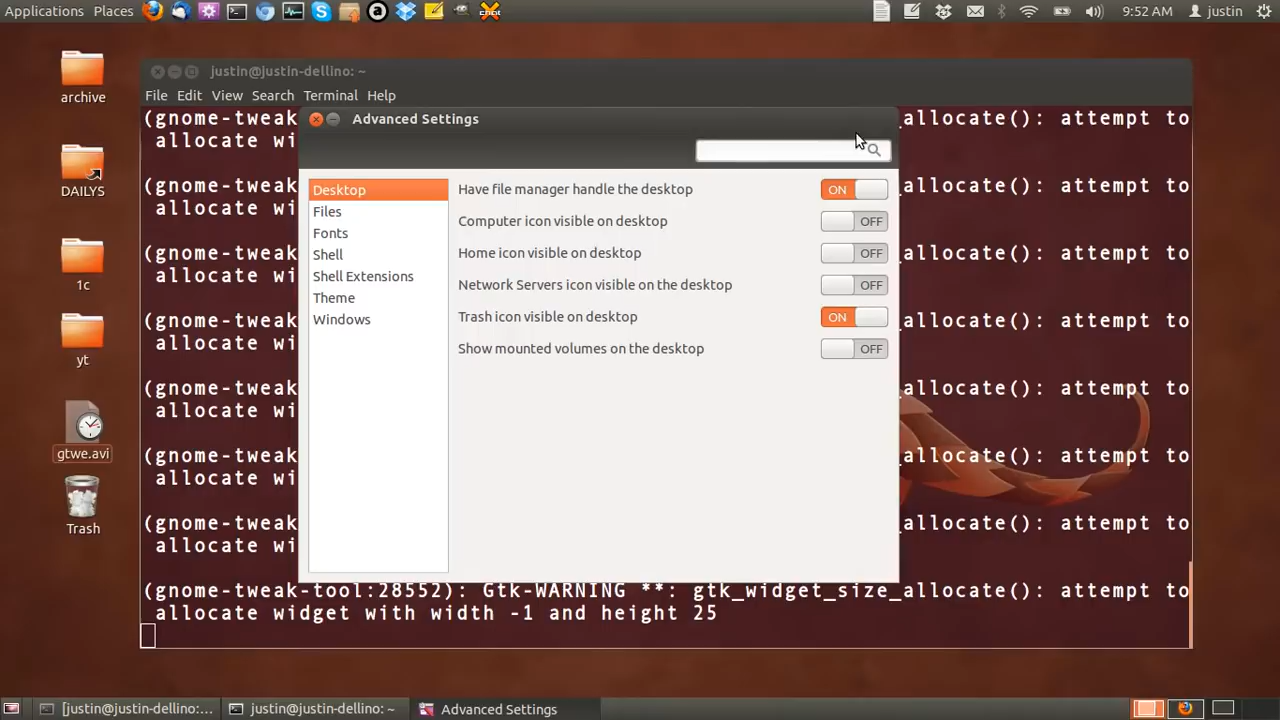 Applications Places
9:52 AM justin
archive
DAILYS
1c
yt
gtwe.avi
Trash
justin@justin-dellino: ~
File Edit View Search Terminal Help
(gnome-tweak _allocate(): attempt to
allocate wi
(gnome-tweak _allocate(): attempt to
allocate wi
(gnome-tweak _allocate(): attempt to
allocate wi
(gnome-tweak _allocate(): attempt to
allocate wi
(gnome-tweak _allocate(): attempt to
allocate wi
(gnome-tweak _allocate(): attempt to
allocate wi
(gnome-tweak _allocate(): attempt to
allocate wi
(gnome-tweak-tool:28552): Gtk-WARNING **: gtk_widget_size_allocate(): attempt to
allocate widget with width -1 and height 25
Advanced Settings
Desktop
Files
Fonts
Shell
Shell Extensions
Theme
Windows
Have file manager handle the desktop ON
Computer icon visible on desktop OFF
Home icon visible on desktop OFF
Network Servers icon visible on the desktop OFF
Trash icon visible on desktop ON
Show mounted volumes on the desktop OFF
[justin@justin-dellino:... justin@justin-dellino: ~ Advanced Settings